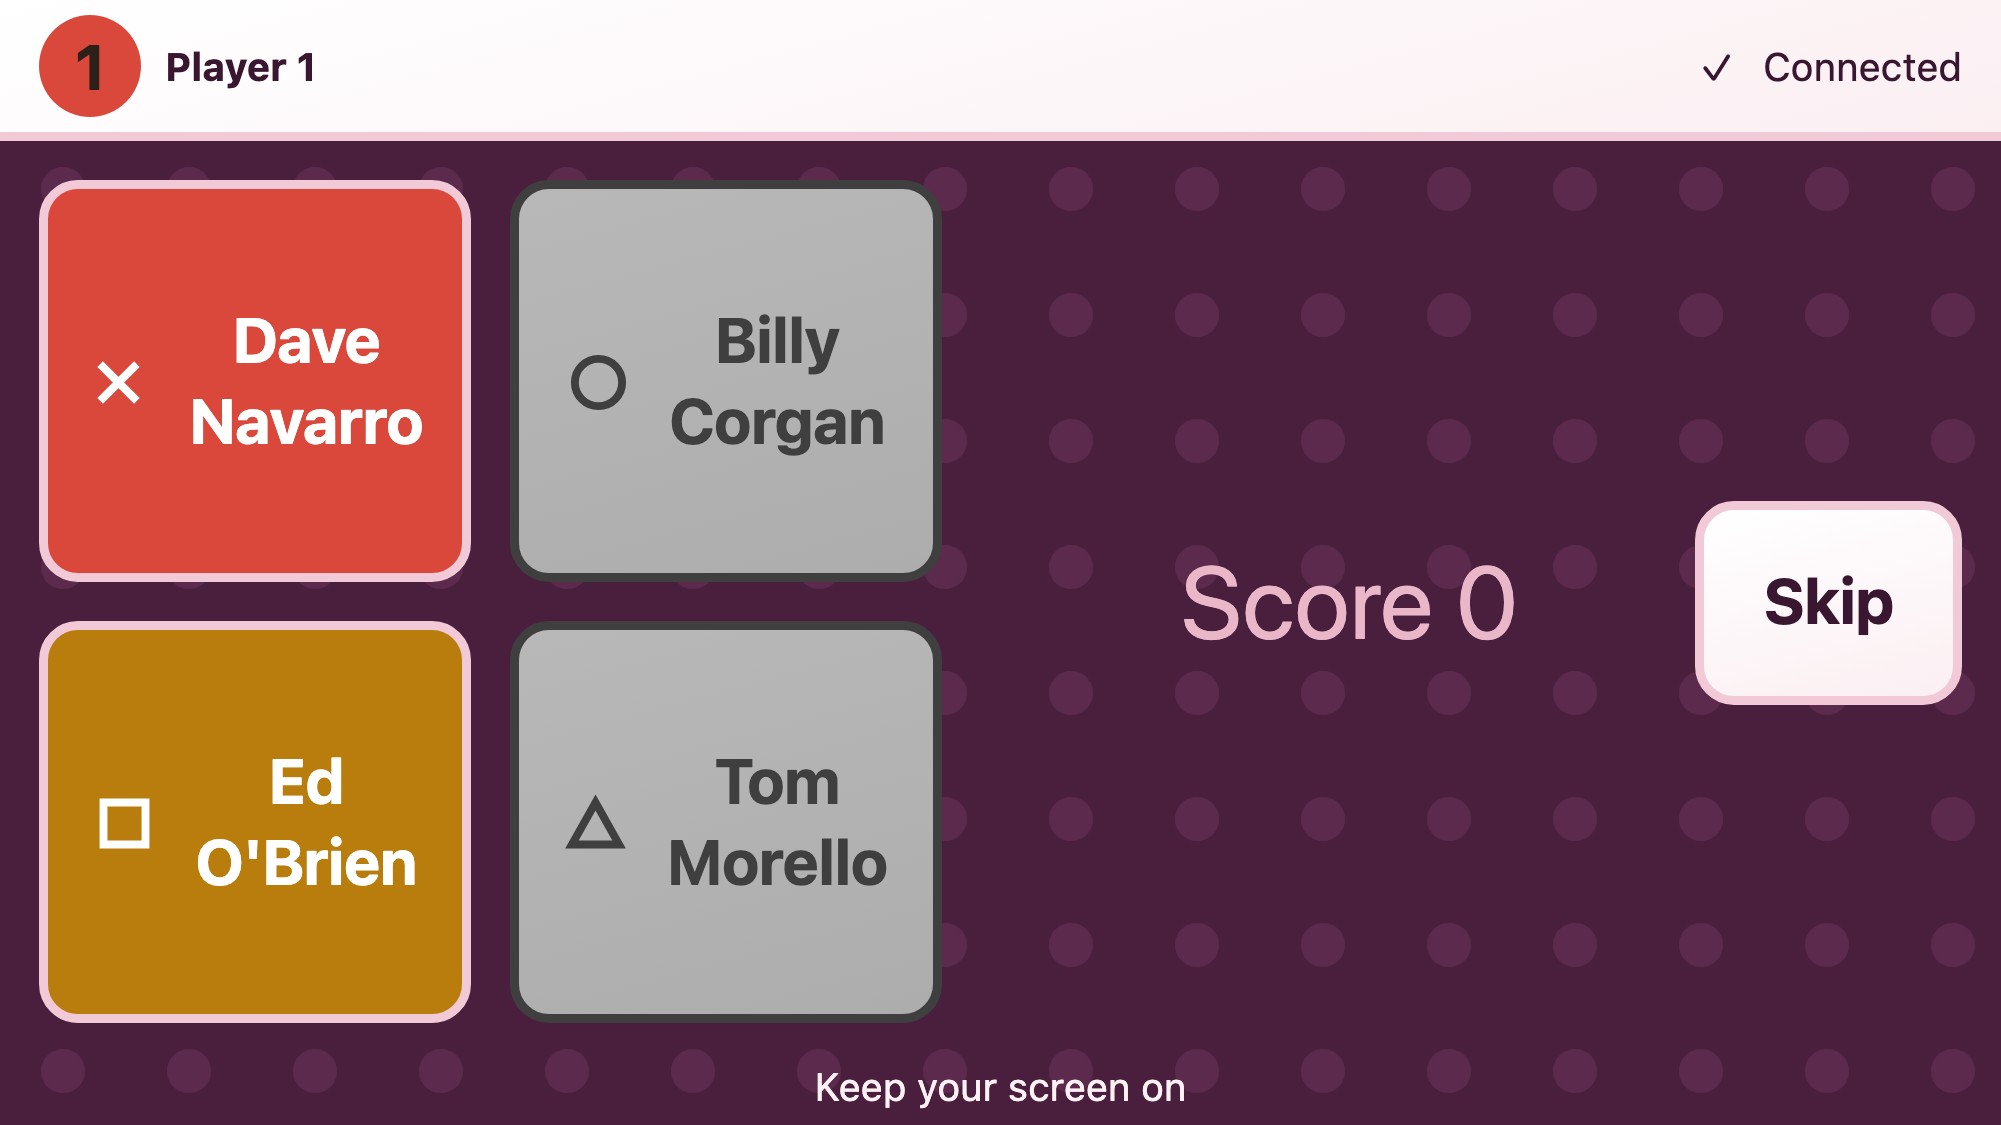 1
Player 1
✓ Connected
Dave
Navarro
Billy
Corgan
Ed
O'Brien
Tom
Morello
Score 0
Skip
Keep your screen on